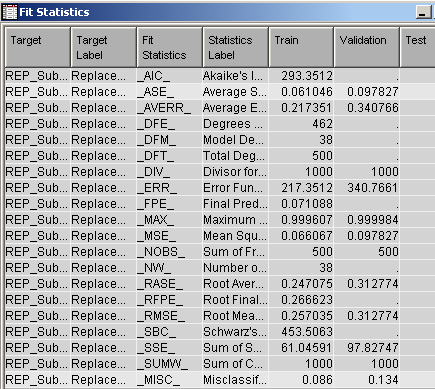 Fit Statistics
Target Target Label Fit Statistics Statistics Label Train Validation Test
REP_Sub... Replace... _AIC_ Akaike's I... 293.3512 .
REP_Sub... Replace... _ASE_ Average S... 0.061046 0.097827
REP_Sub... Replace... _AVERR_ Average E... 0.217351 0.340766
REP_Sub... Replace... _DFE_ Degrees ... 462 .
REP_Sub... Replace... _DFM_ Model De... 38 .
REP_Sub... Replace... _DFT_ Total Deg... 500 .
REP_Sub... Replace... _DIV_ Divisor for... 1000 1000
REP_Sub... Replace... _ERR_ Error Fun... 217.3512 340.7661
REP_Sub... Replace... _FPE_ Final Pred... 0.071088 .
REP_Sub... Replace... _MAX_ Maximum ... 0.999607 0.999984
REP_Sub... Replace... _MSE_ Mean Squ... 0.066067 0.097827
REP_Sub... Replace... _NOBS_ Sum of Fr... 500 500
REP_Sub... Replace... _NW_ Number o... 38 .
REP_Sub... Replace... _RASE_ Root Aver... 0.247075 0.312774
REP_Sub... Replace... _RFPE_ Root Final... 0.266623 .
REP_Sub... Replace... _RMSE_ Root Mea... 0.257035 0.312774
REP_Sub... Replace... _SBC_ Schwarz's... 453.5063 .
REP_Sub... Replace... _SSE_ Sum of S... 61.04591 97.82747
REP_Sub... Replace... _SUMW_ Sum of C... 1000 1000
REP_Sub... Replace... _MISC_ Misclassif... 0.086 0.134